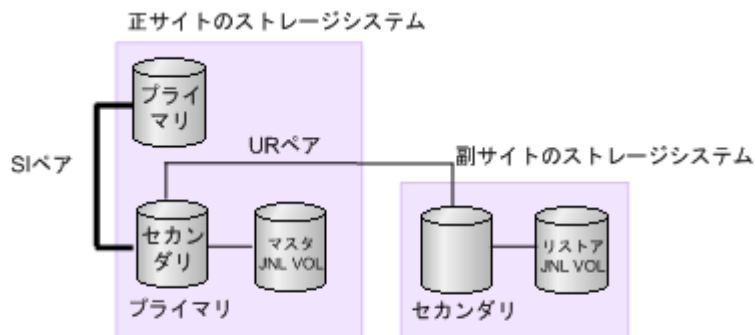 正サイトのストレージシステム
プライ
マリ
URペア
副サイトのストレージシステム
SIペア
セカン
ダリ
マスタ
JNL VOL
リストア
JNL VOL
プライマリ
セカンダリ